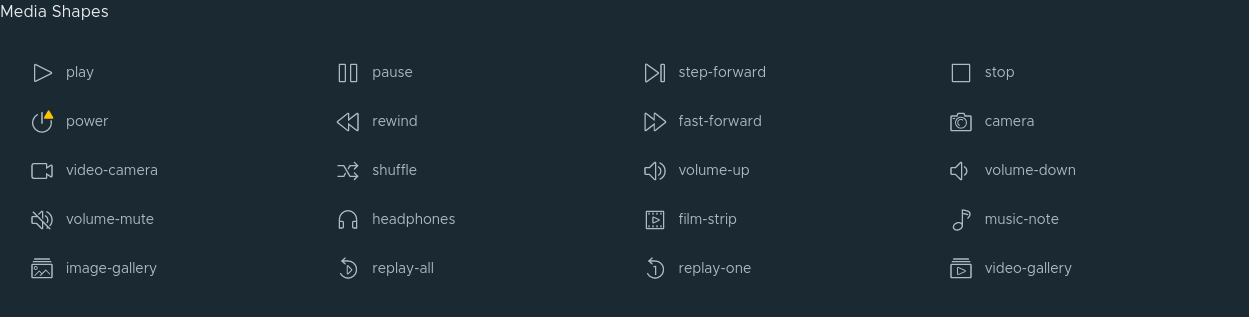 Media Shapes
play pause step-forward stop
power rewind fast-forward camera
video-camera shuffle volume-up volume-down
volume-mute headphones film-strip music-note
image-gallery replay-all replay-one video-gallery